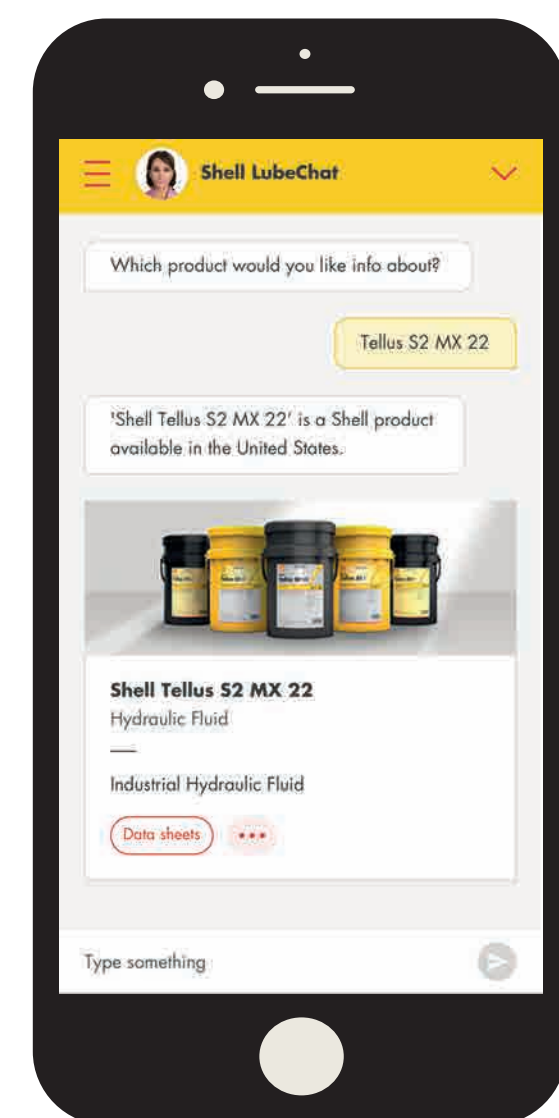 Shell LubeChat
Which product would you like info about?
Tellus S2 MX 22
'Shell Tellus S2 MX 22' is a Shell product
available in the United States.
Shell Tellus S2 MX 22
Hydraulic Fluid
Industrial Hydraulic Fluid
Data sheets
Type something